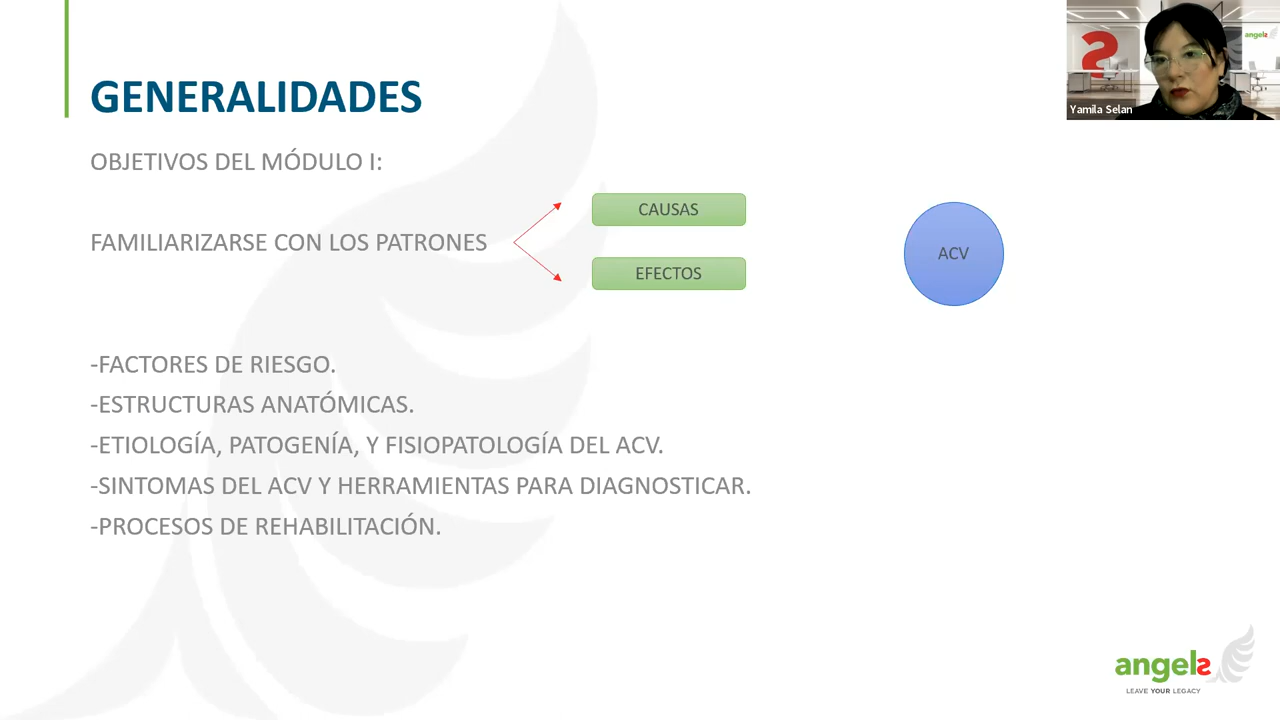 GENERALIDADES
OBJETIVOS DEL MÓDULO I:
FAMILIARIZARSE CON LOS PATRONES
CAUSAS
EFECTOS
ACV
-FACTORES DE RIESGO.
-ESTRUCTURAS ANATÓMICAS.
-ETIOLOGÍA, PATOGENÍA, Y FISIOPATOLOGÍA DEL ACV.
-SINTOMAS DEL ACV Y HERRAMIENTAS PARA DIAGNOSTICAR.
-PROCESOS DE REHABILITACIÓN.
angels
Yamila Selan
angels
LEAVE YOUR LEGACY